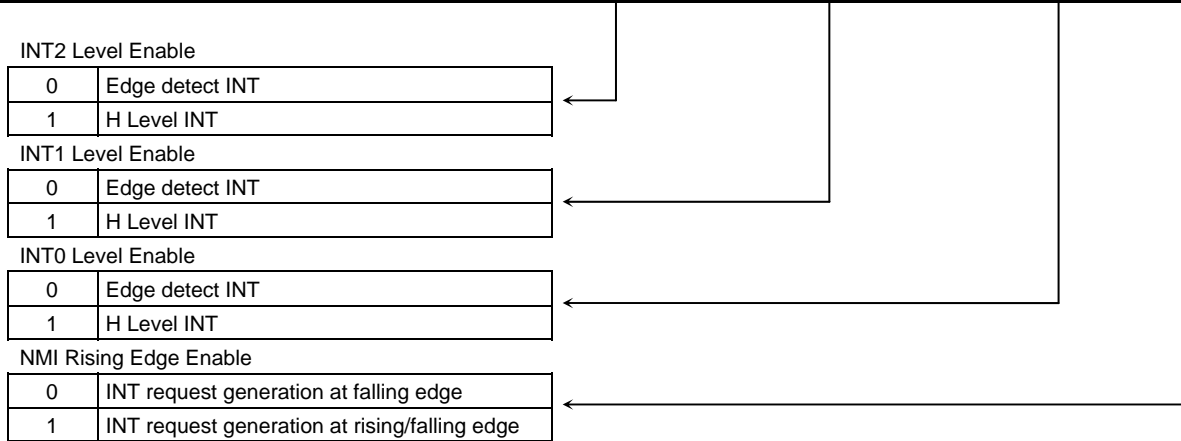 INT2 Level Enable
0 Edge detect INT
1 H Level INT
INT1 Level Enable
0 Edge detect INT
1 H Level INT
INT0 Level Enable
0 Edge detect INT
1 H Level INT
NMI Rising Edge Enable
0 INT request generation at falling edge
1 INT request generation at rising/falling edge